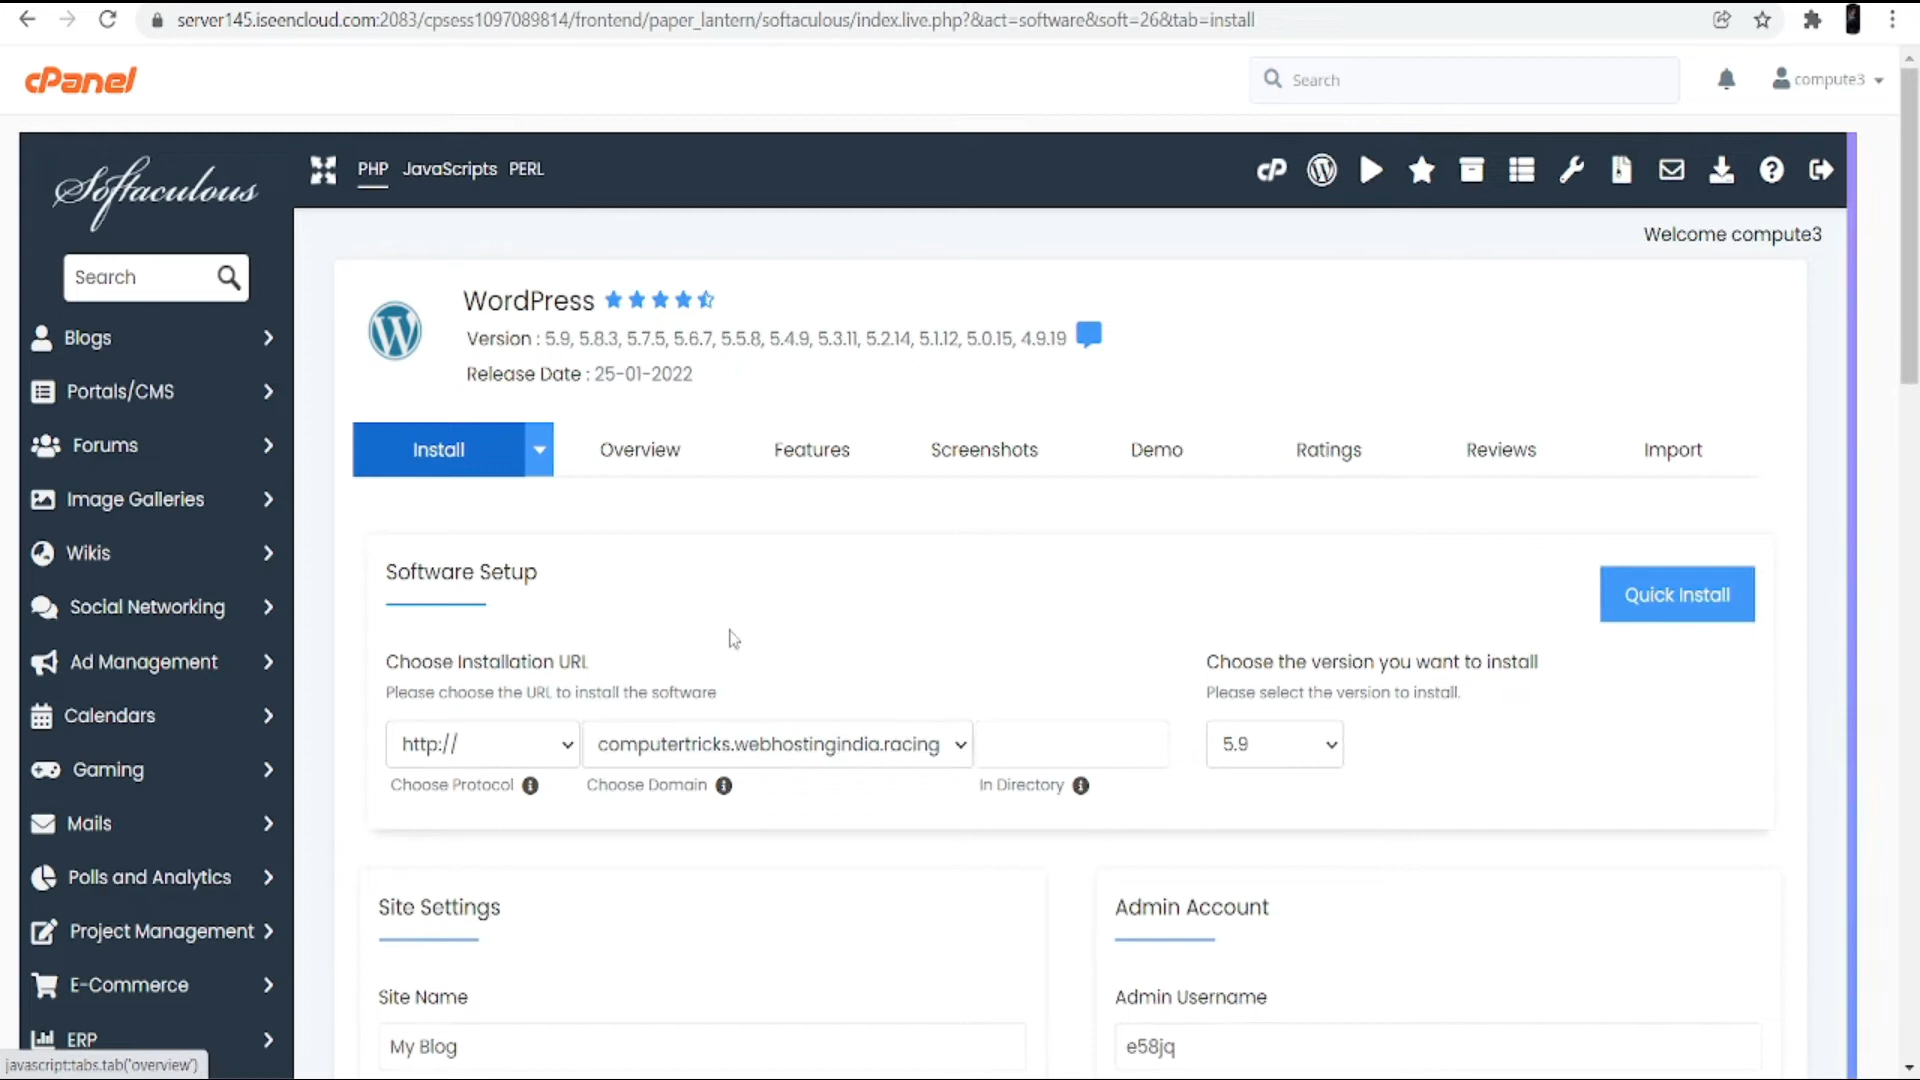 server145.iseencloud.com:2083/cpsess1097089814/frontend/paper_lantern/softaculous/index.live.php?&act=software&soft=26&tab=install
cPanel
Search
compute3
Softaculous
PHP JavaScripts PERL
Welcome compute3
Search
Blogs
Portals/CMS
Forums
Image Galleries
Wikis
Social Networking
Ad Management
Calendars
Gaming
Mails
Polls and Analytics
Project Management
E-Commerce
ERP
WordPress
Version : 5.9, 5.8.3, 5.7.5, 5.6.7, 5.5.8, 5.4.9, 5.3.11, 5.2.14, 5.1.12, 5.0.15, 4.9.19
Release Date : 25-01-2022
Install Overview Features Screenshots Demo Ratings Reviews Import
Software Setup
Quick Install
Choose Installation URL
Please choose the URL to install the software
http:// computertricks.webhostingindia.racing
Choose Protocol Choose Domain In Directory
Choose the version you want to install
Please select the version to install.
5.9
Site Settings
Site Name
My Blog
Admin Account
Admin Username
e58jq
javascript:tabs.tab('overview')